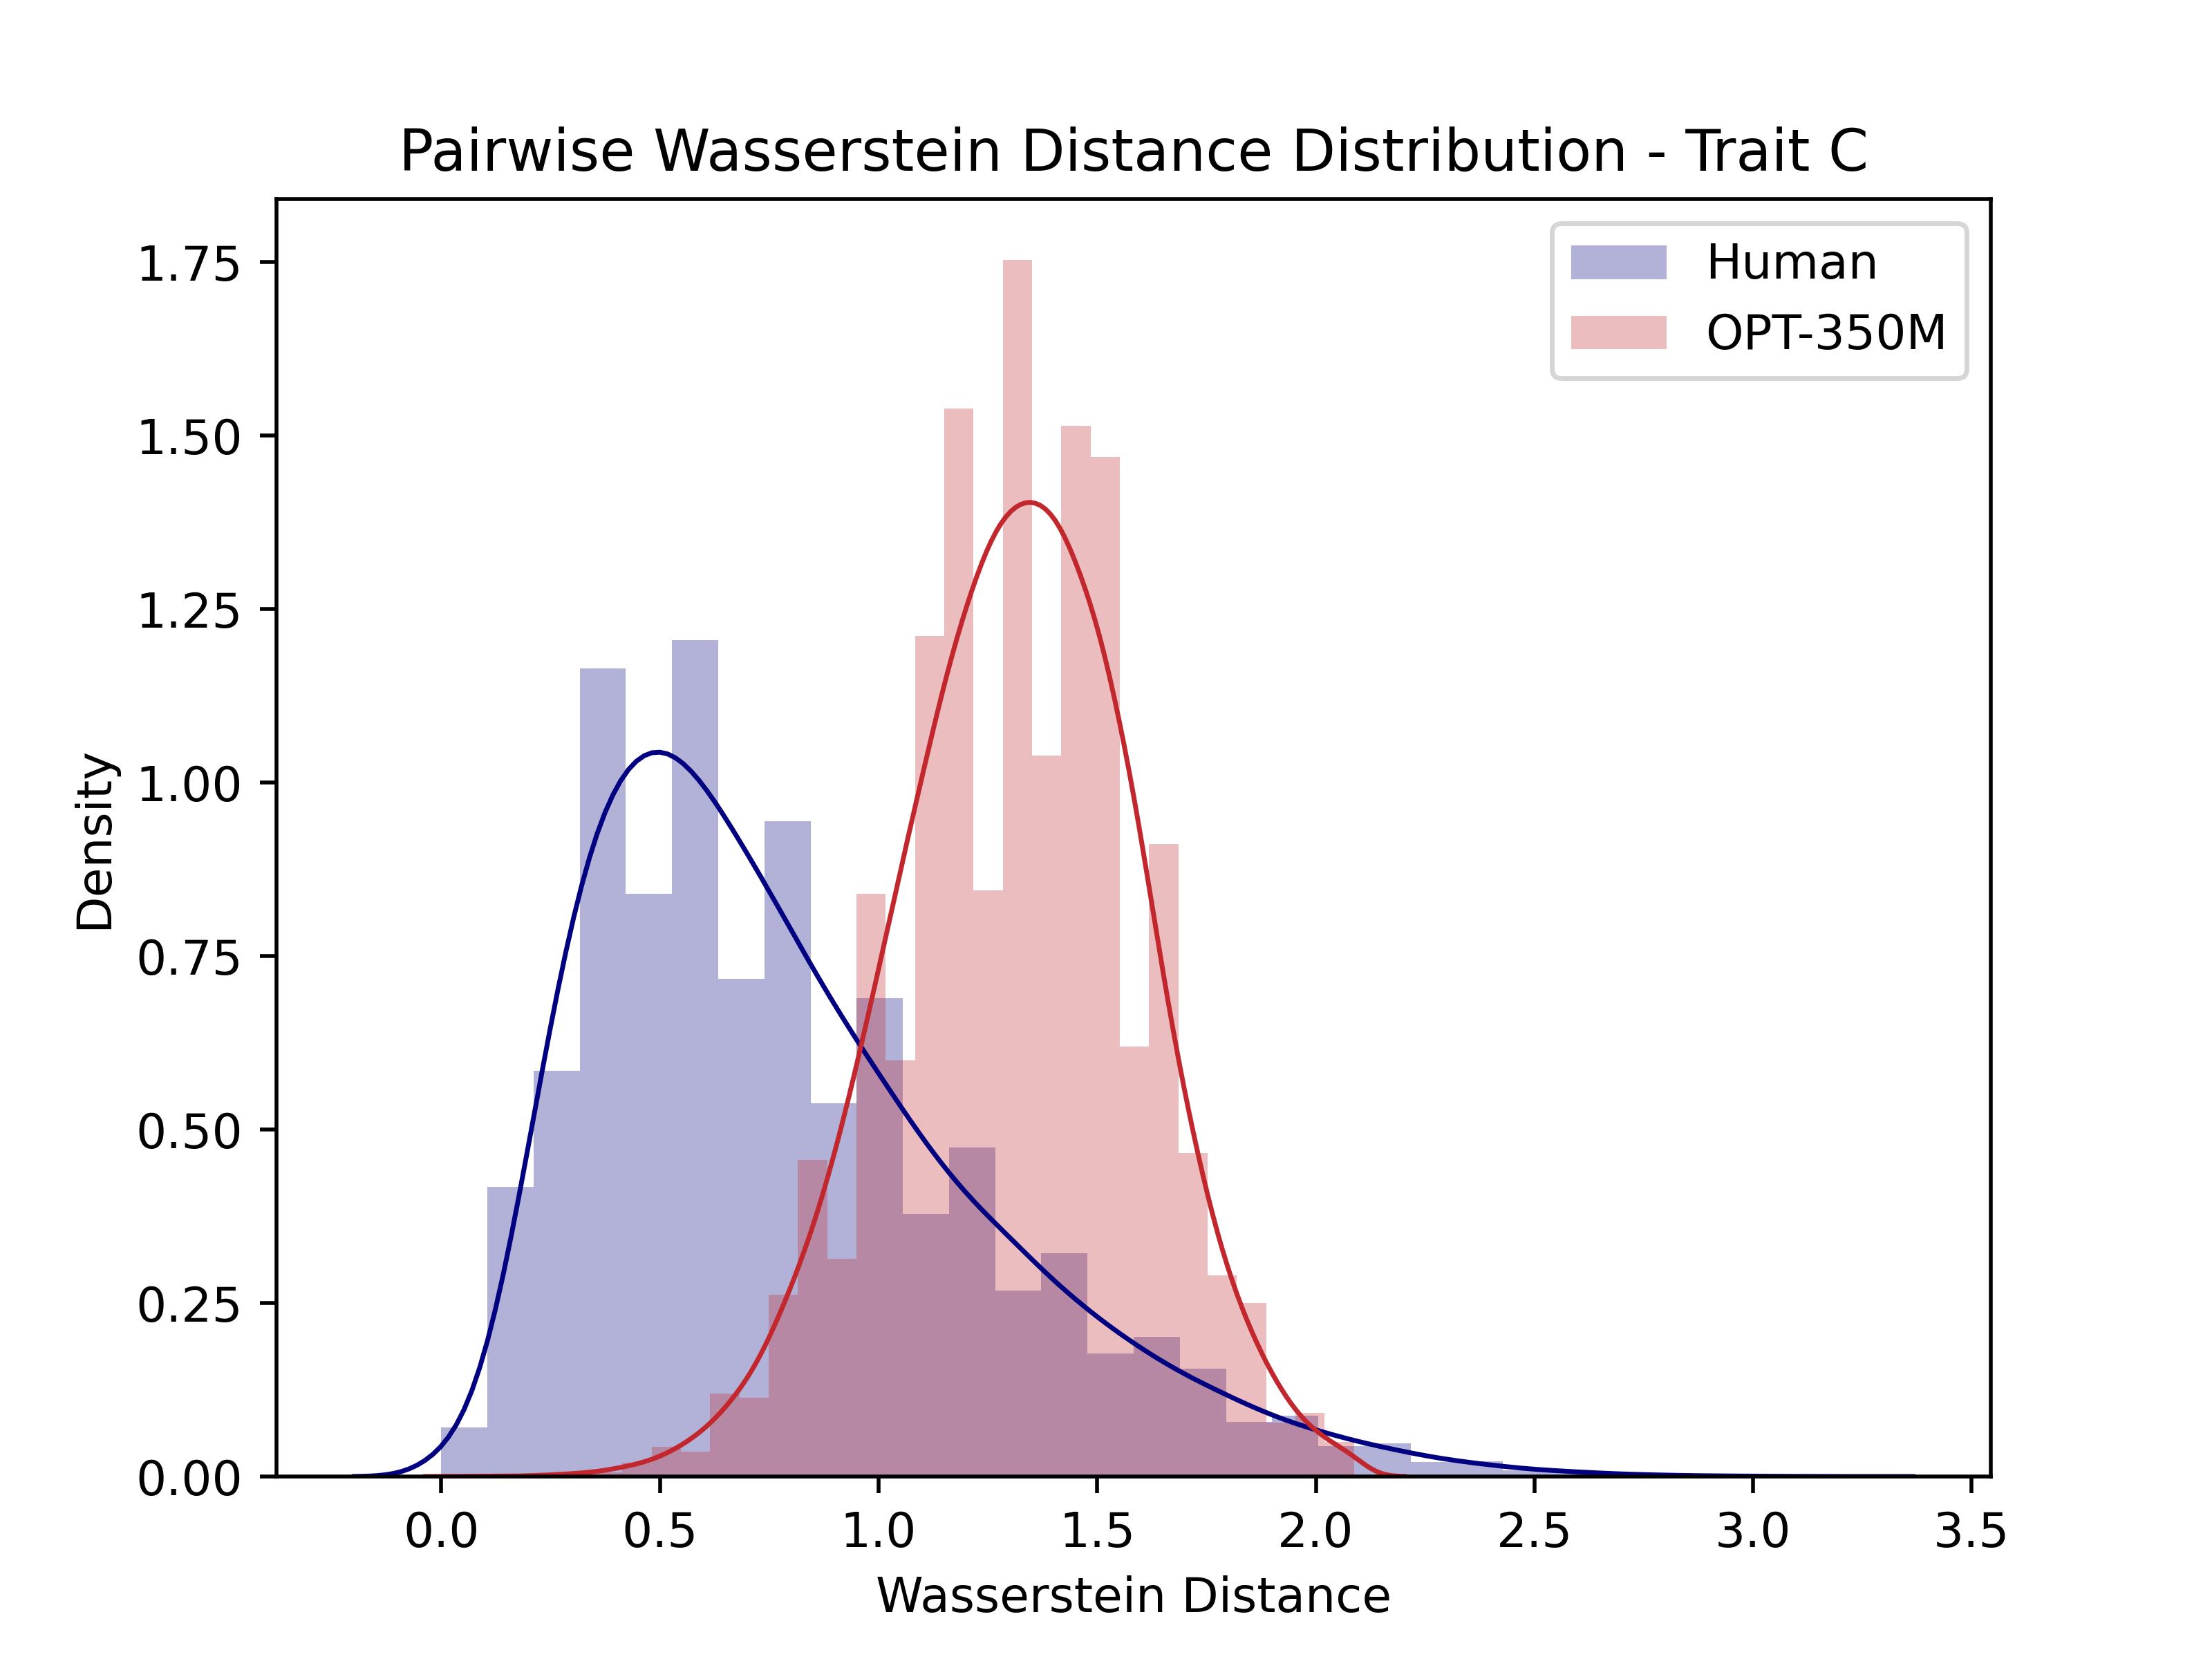 Pairwise Wasserstein Distance Distribution - Trait C
Human
OPT-350M
Density
1.75
1.50
1.25
1.00
0.75
0.50
0.25
0.00
0.0 0.5 1.0 1.5 2.0 2.5 3.0 3.5
Wasserstein Distance